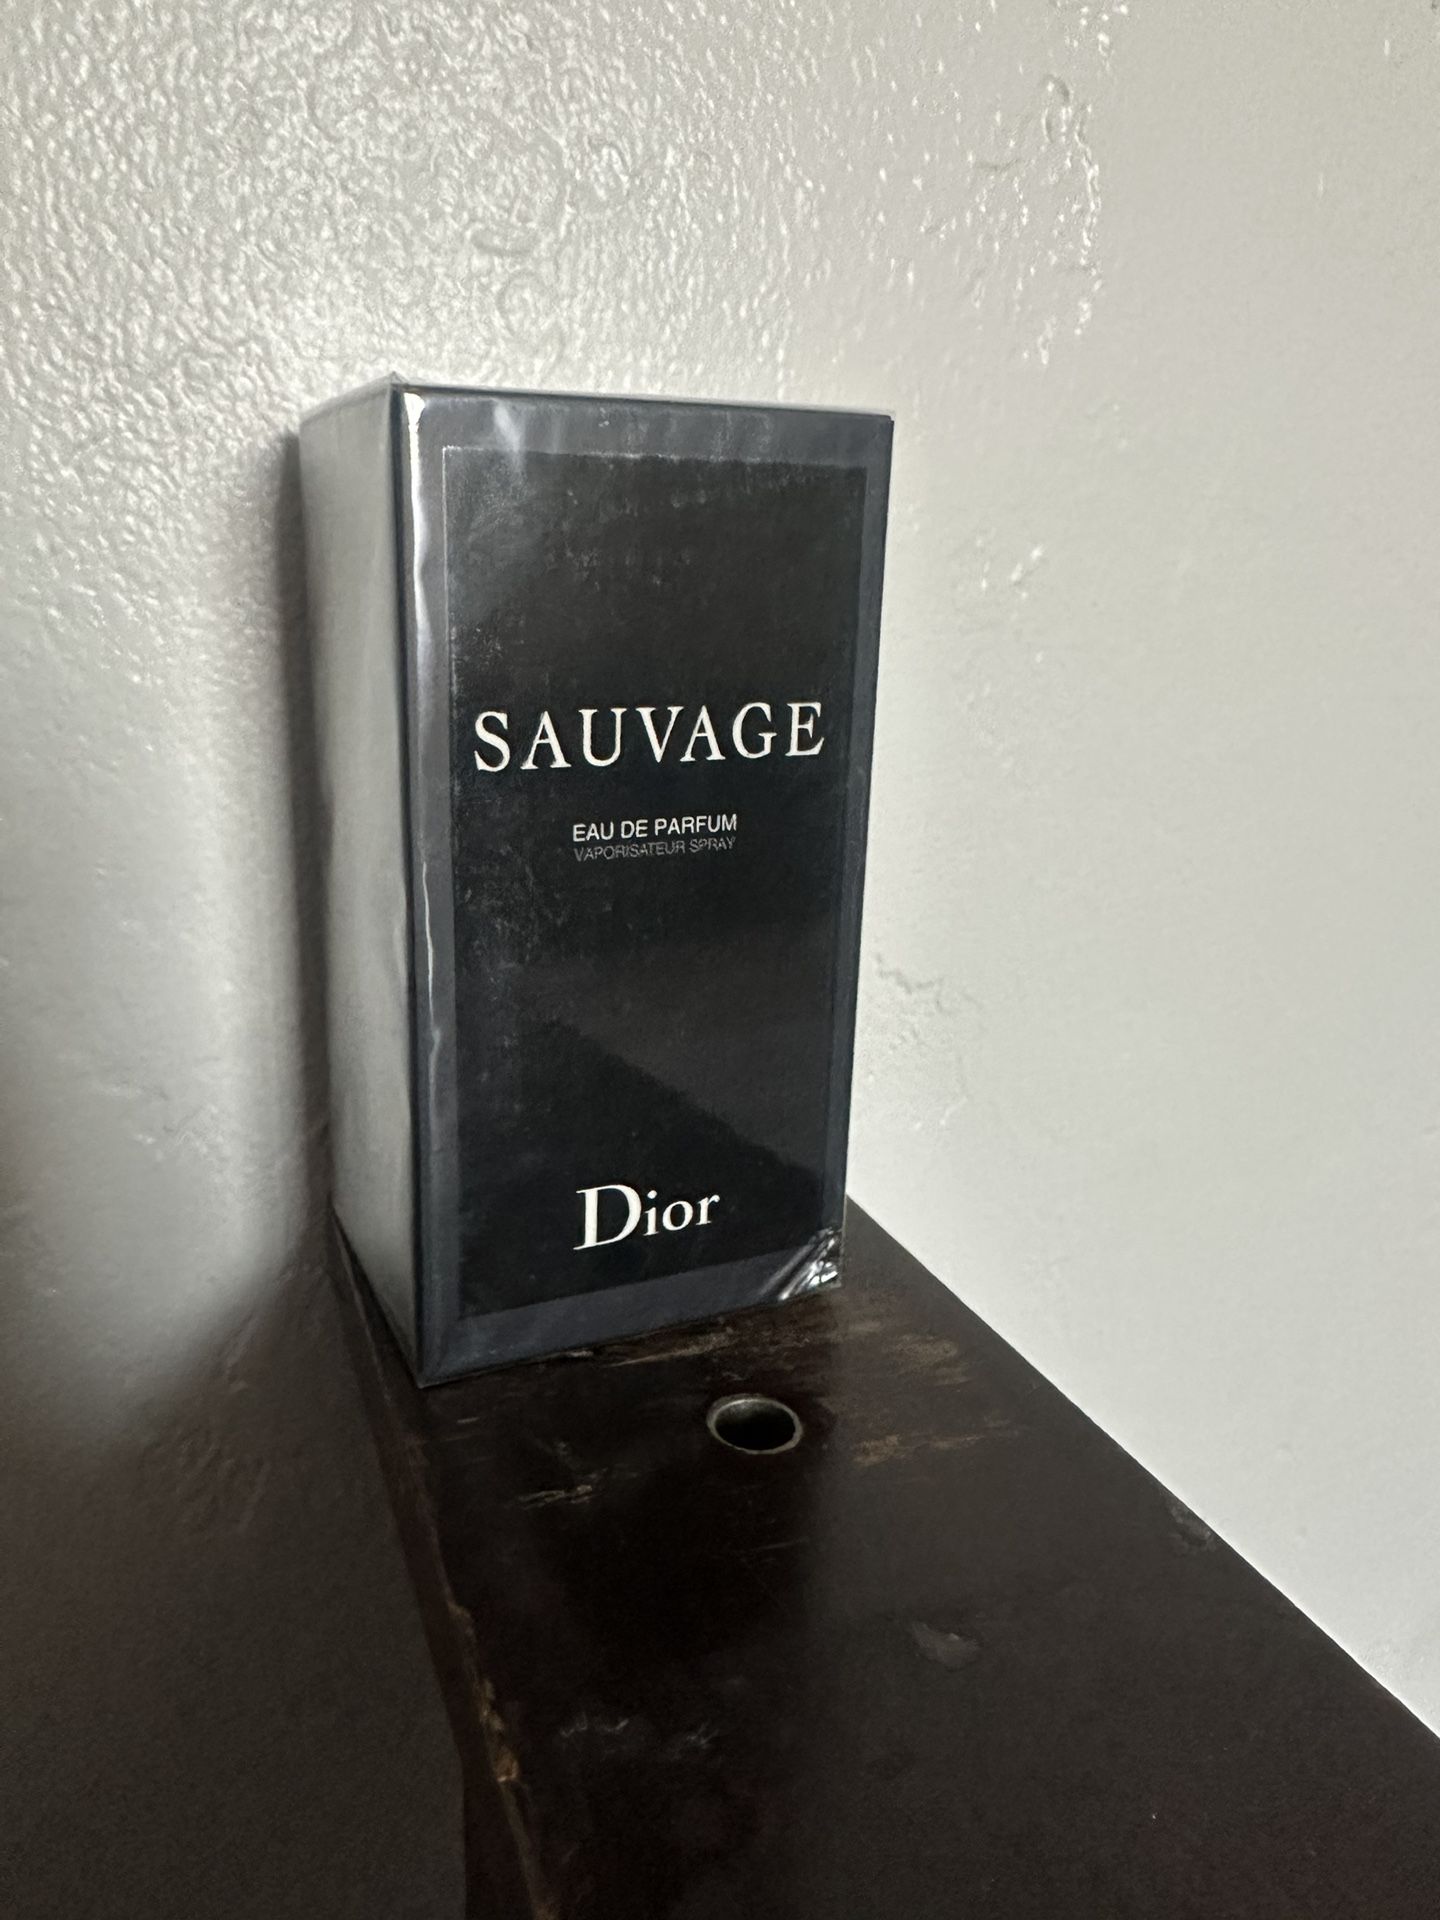 SAUVAGE
EAU DE PARFUM
VAPORISATEUR SPRAY
Dior